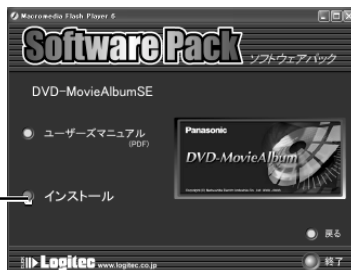 Macromedia Flash Player 6
Software Pack ソフトウェアパック
DVD-MovieAlbumSE
ユーザーズマニュアル
(PDF)
インストール
Panasonic
DVD-MovieAlbum
戻る
Logitec www.logitec.co.jp
終了